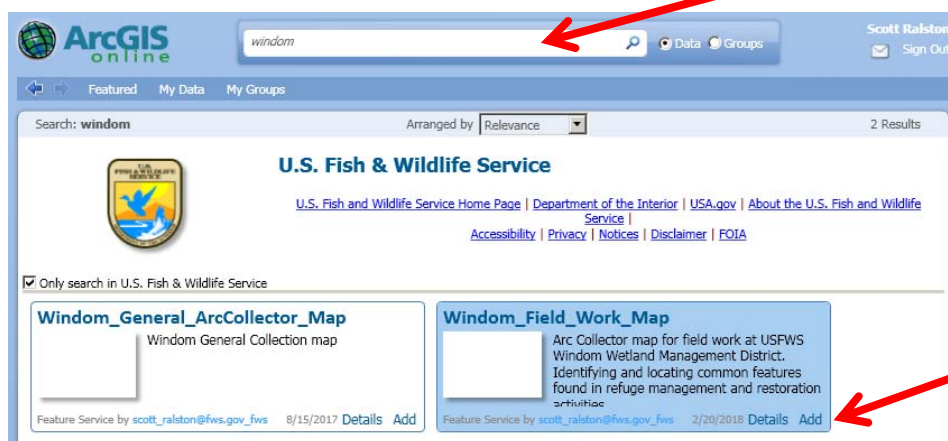 ArcGIS
online
windom
Data Groups
Scott Ralston
Sign Out
Featured My Data My Groups
Search: windom Arranged by Relevance 2 Results
U.S.
FISH & WILDLIFE
SERVICE
U.S. Fish & Wildlife Service
U.S. Fish and Wildlife Service Home Page | Department of the Interior | USA.gov | About the U.S. Fish and Wildlife
Service |
Accessibility | Privacy | Notices | Disclaimer | FOIA
Only search in U.S. Fish & Wildlife Service
Windom_General_ArcCollector_Map
Windom General Collection map
Feature Service by scott_ralston@fws.gov_fws 8/15/2017 Details Add
Windom_Field_Work_Map
Arc Collector map for field work at USFWS
Windom Wetland Management District.
Identifying and locating common features
found in refuge management and restoration
activities
Feature Service by scott_ralston@fws.gov_fws 2/20/2018 Details Add